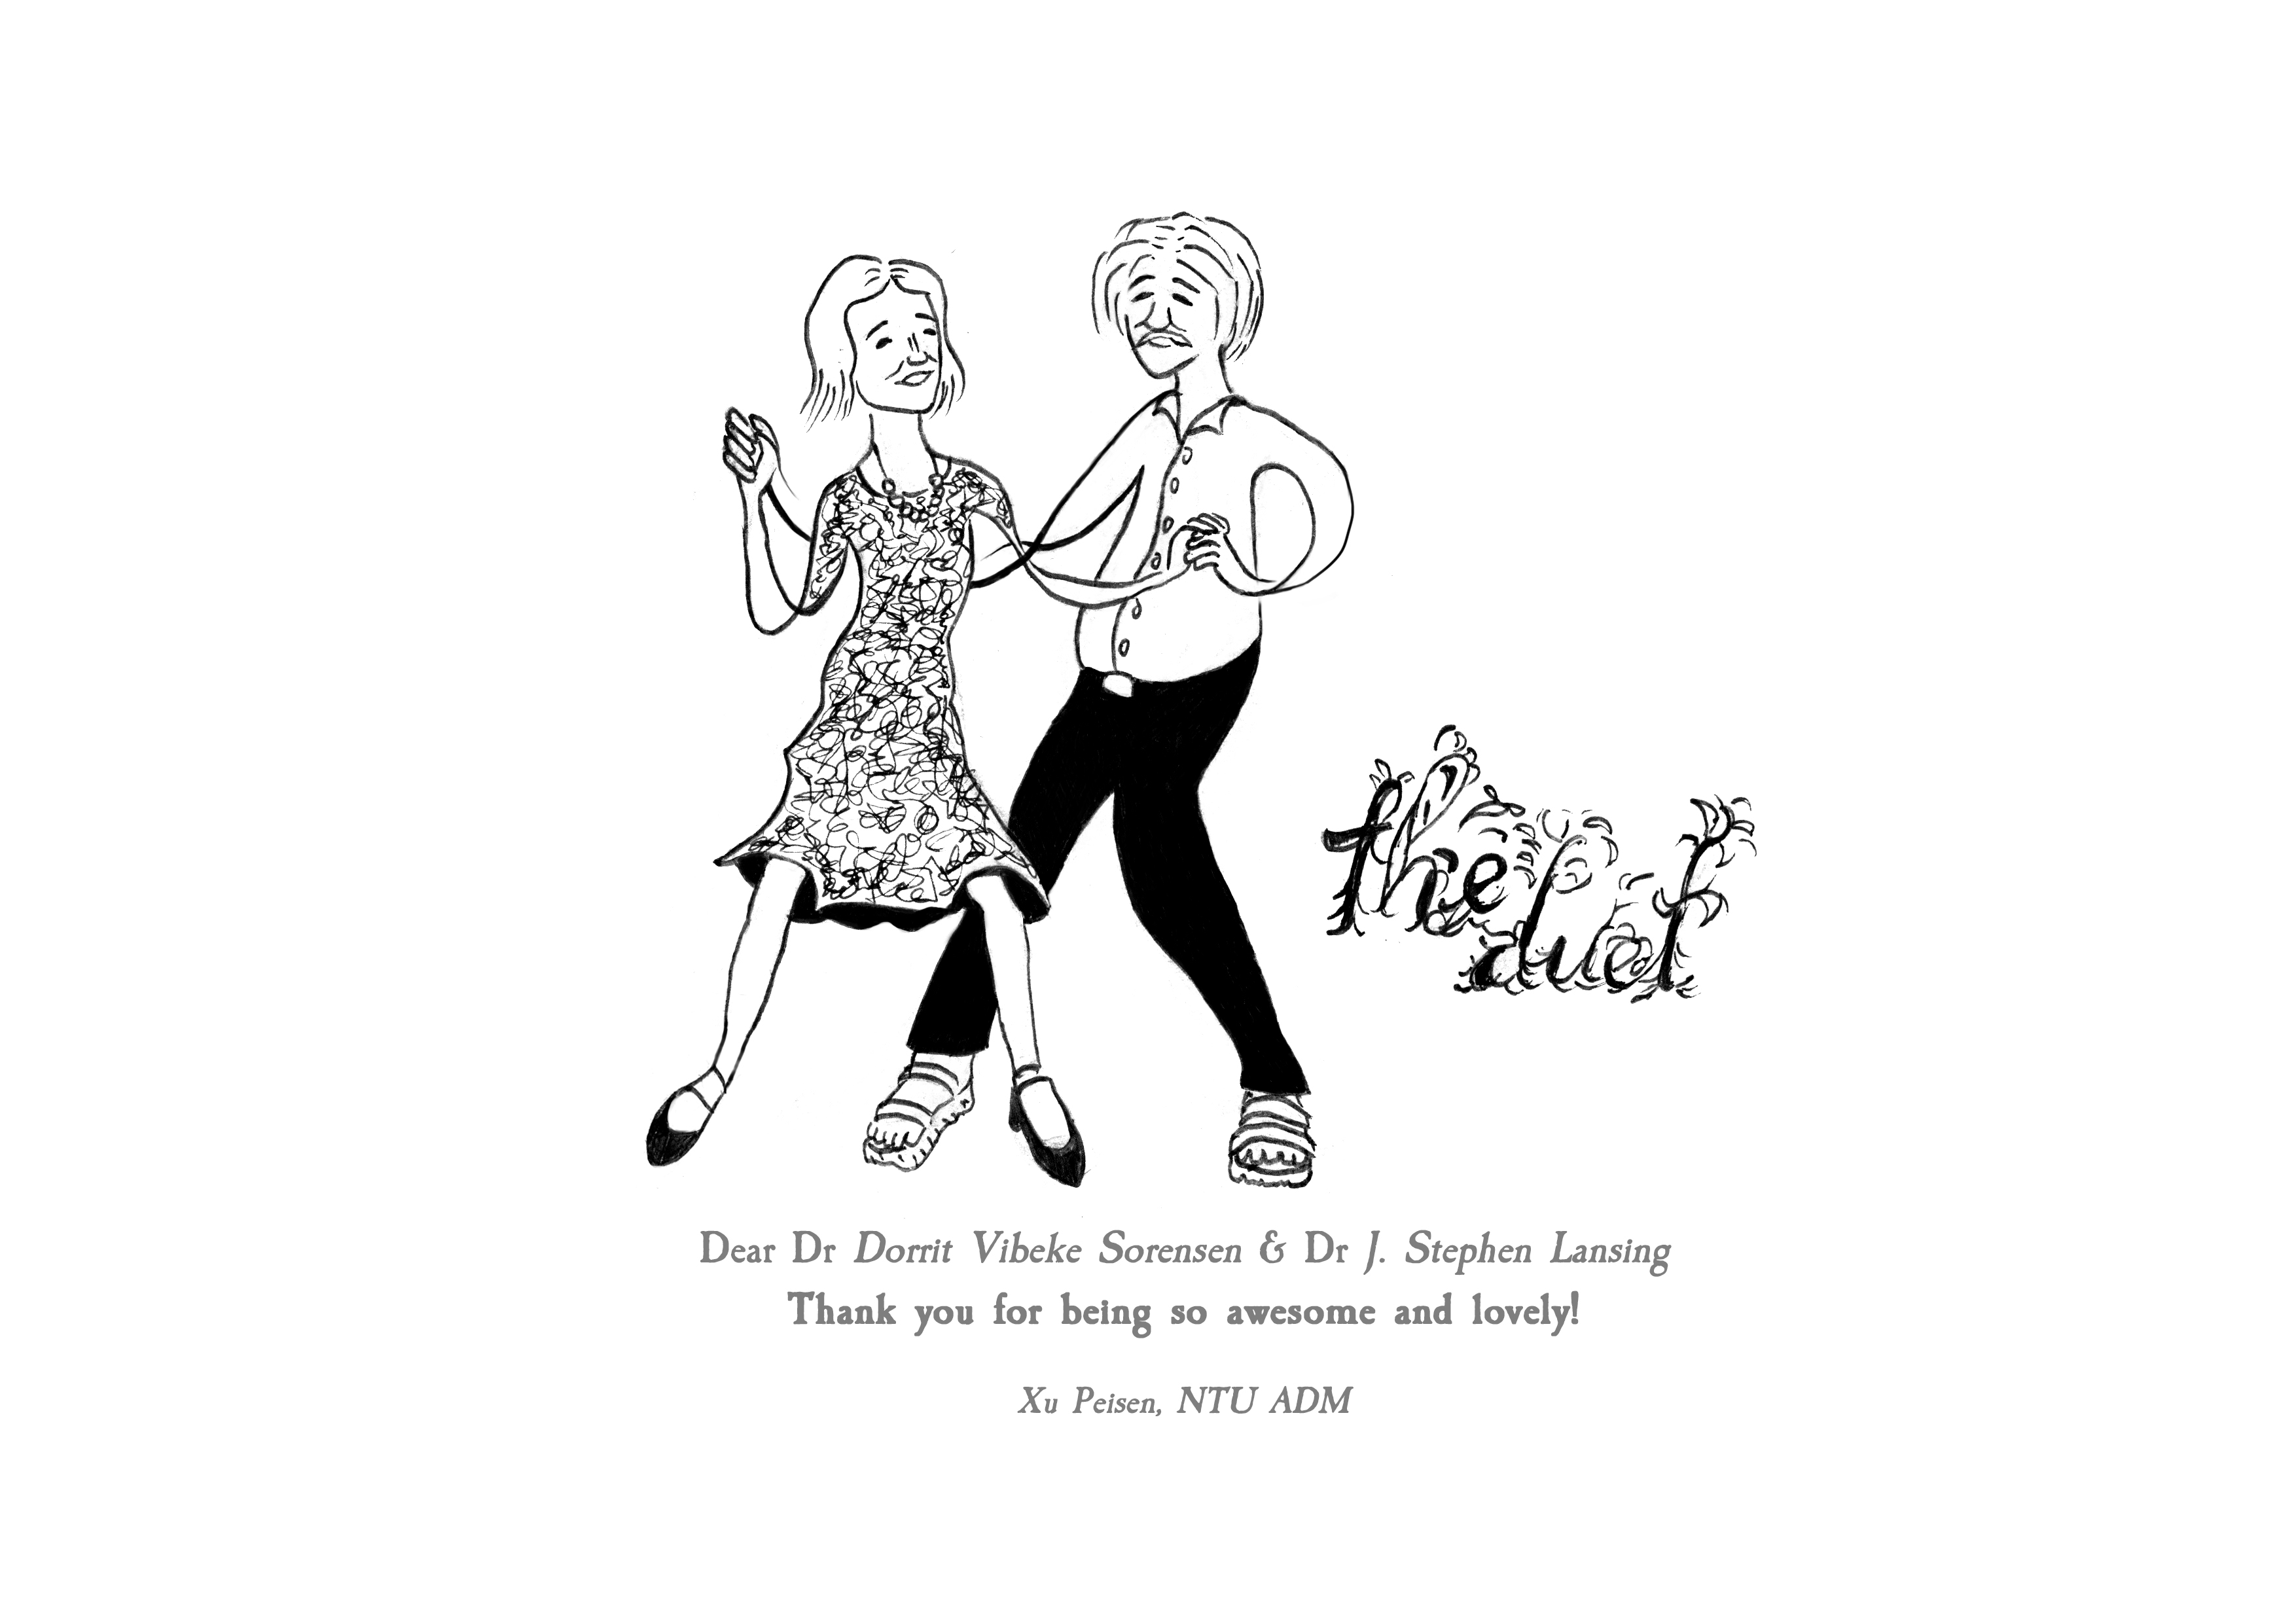 the
duet
Dear Dr Dorrit Vibeke Sorensen & Dr J. Stephen Lansing
Thank you for being so awesome and lovely!
Xu Peisen, NTU ADM